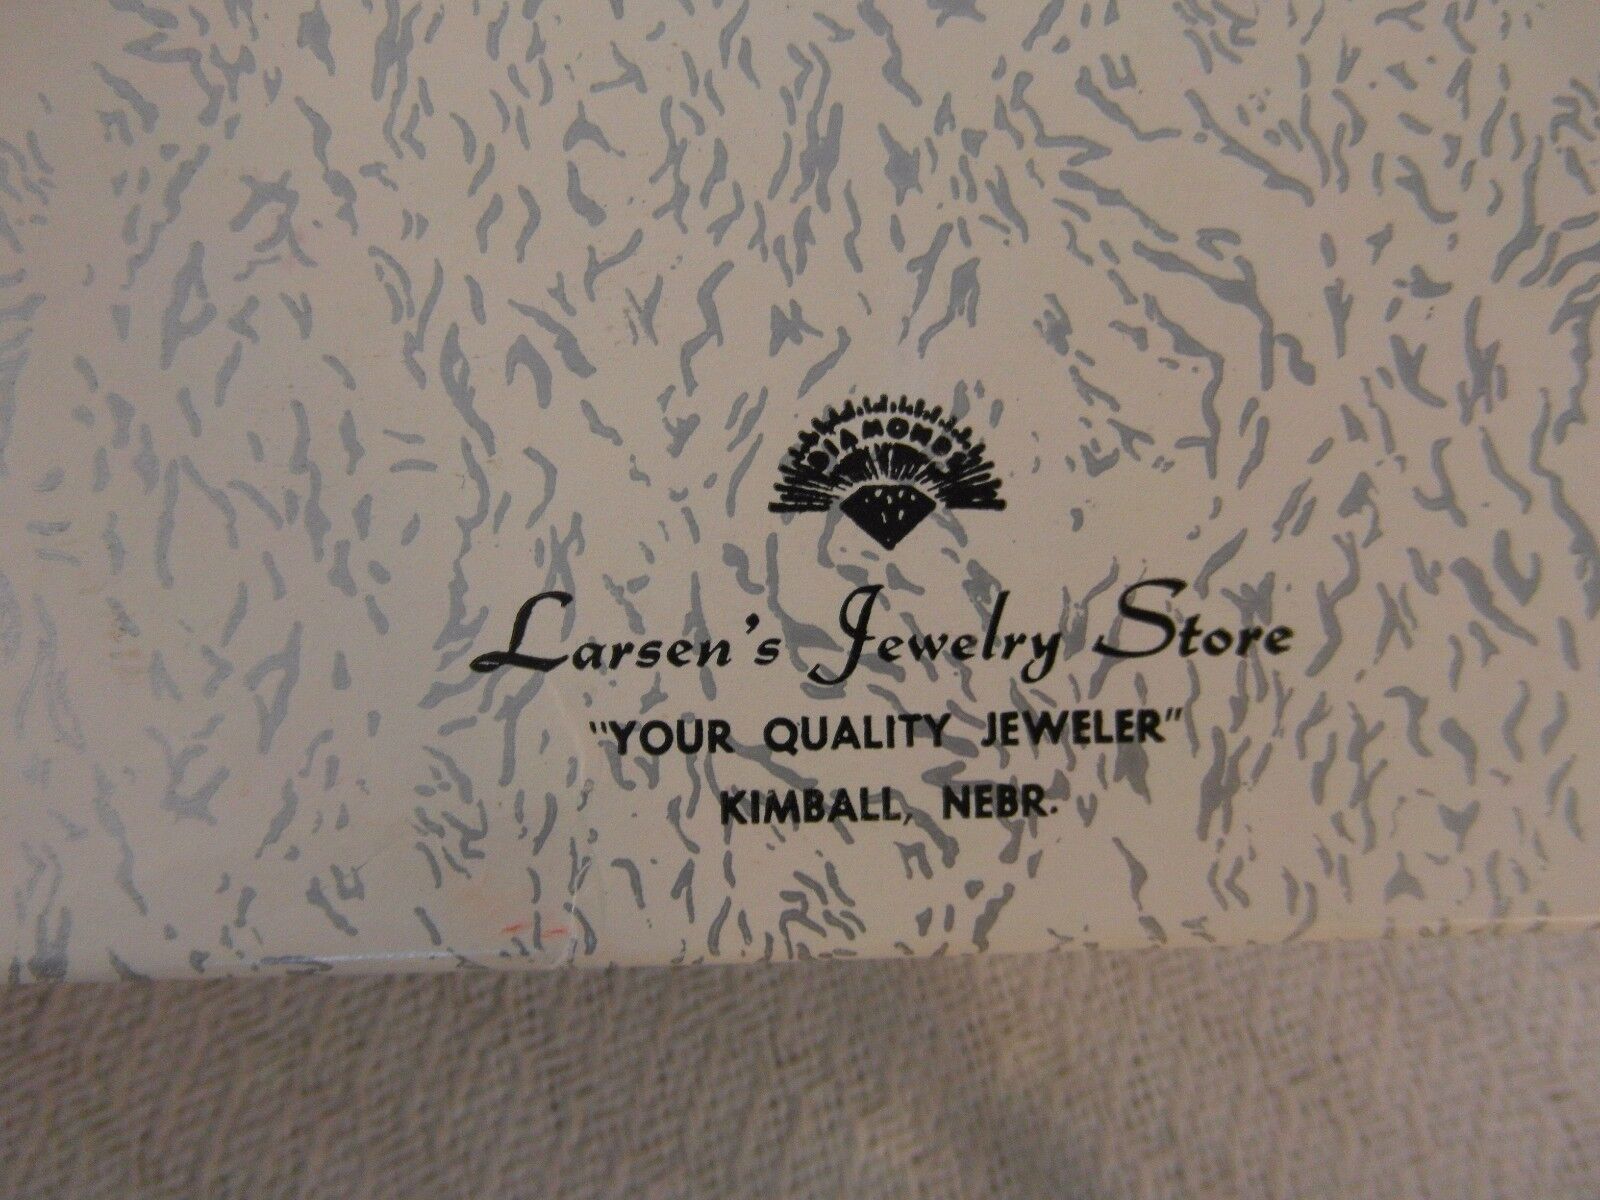 DIAMONDS
Larsen's Jewelry Store
"YOUR QUALITY JEWELER"
KIMBALL, NEBR.